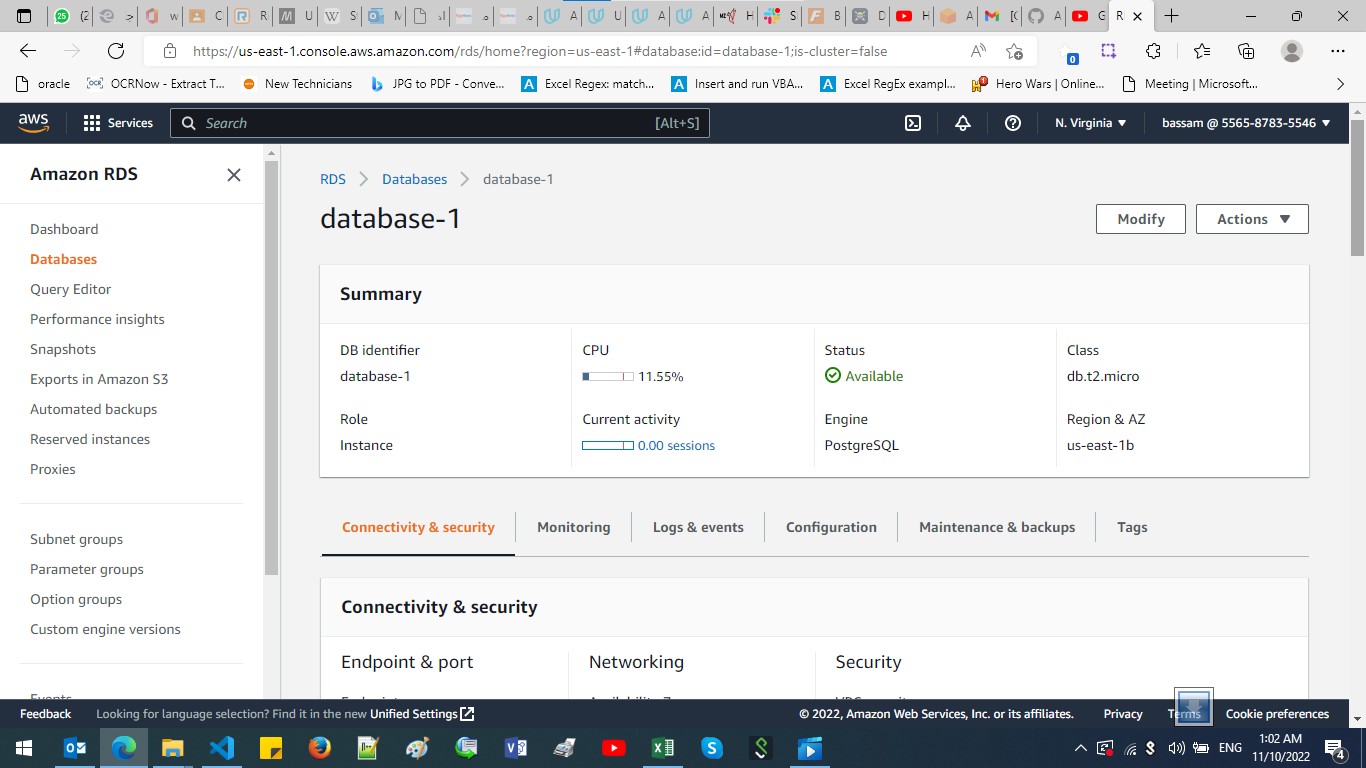 https://us-east-1.console.aws.amazon.com/rds/home?region=us-east-1#database:id=database-1;is-cluster=false
oracle
OCRNow - Extract T...
New Technicians
JPG to PDF - Conve...
Excel Regex: match...
Insert and run VBA...
Excel RegEx exampl...
Hero Wars | Online...
Meeting | Microsoft...
aws
Services
Search
[Alt+S]
N. Virginia
bassam @ 5565-8783-5546
Amazon RDS
Dashboard
Databases
Query Editor
Performance insights
Snapshots
Exports in Amazon S3
Automated backups
Reserved instances
Proxies
Subnet groups
Parameter groups
Option groups
Custom engine versions
Events
RDS
Databases
database-1
database-1
Modify
Actions
Summary
DB identifier
database-1
CPU
11.55%
Status
Available
Class
db.t2.micro
Role
Instance
Current activity
0.00 sessions
Engine
PostgreSQL
Region & AZ
us-east-1b
Connectivity & security
Monitoring
Logs & events
Configuration
Maintenance & backups
Tags
Connectivity & security
Endpoint & port
Networking
Security
Feedback
Looking for language selection? Find it in the new Unified Settings
© 2022, Amazon Web Services, Inc. or its affiliates.
Privacy
Terms
Cookie preferences
ENG
1:02 AM
11/10/2022
4